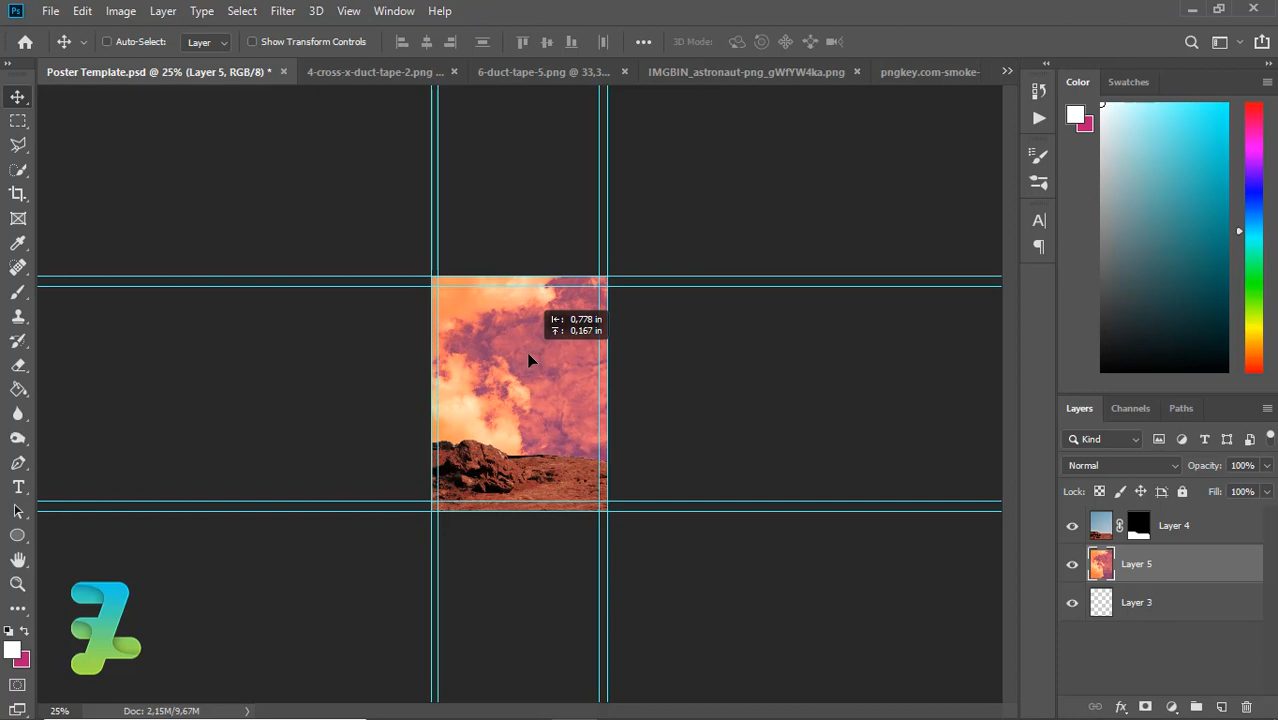 Ps File Edit Image Layer Type Select Filter 3D View Window Help
Auto-Select: Layer Show Transform Controls 3D Mode:
Poster Template.psd @ 25% (Layer 5, RGB/8) * × 4-cross-x-duct-tape-2.png ... × 6-duct-tape-5.png @ 33,3... × IMGBIN_astronaut-png_gWfYW4ka.png × pngkey.com-smoke-
Color Swatches
0,778 in
0,167 in
Layers Channels Paths
Kind
Normal Opacity: 100%
Lock: Fill: 100%
Layer 4
Layer 5
Layer 3
25% Doc: 2,15M/9,67M